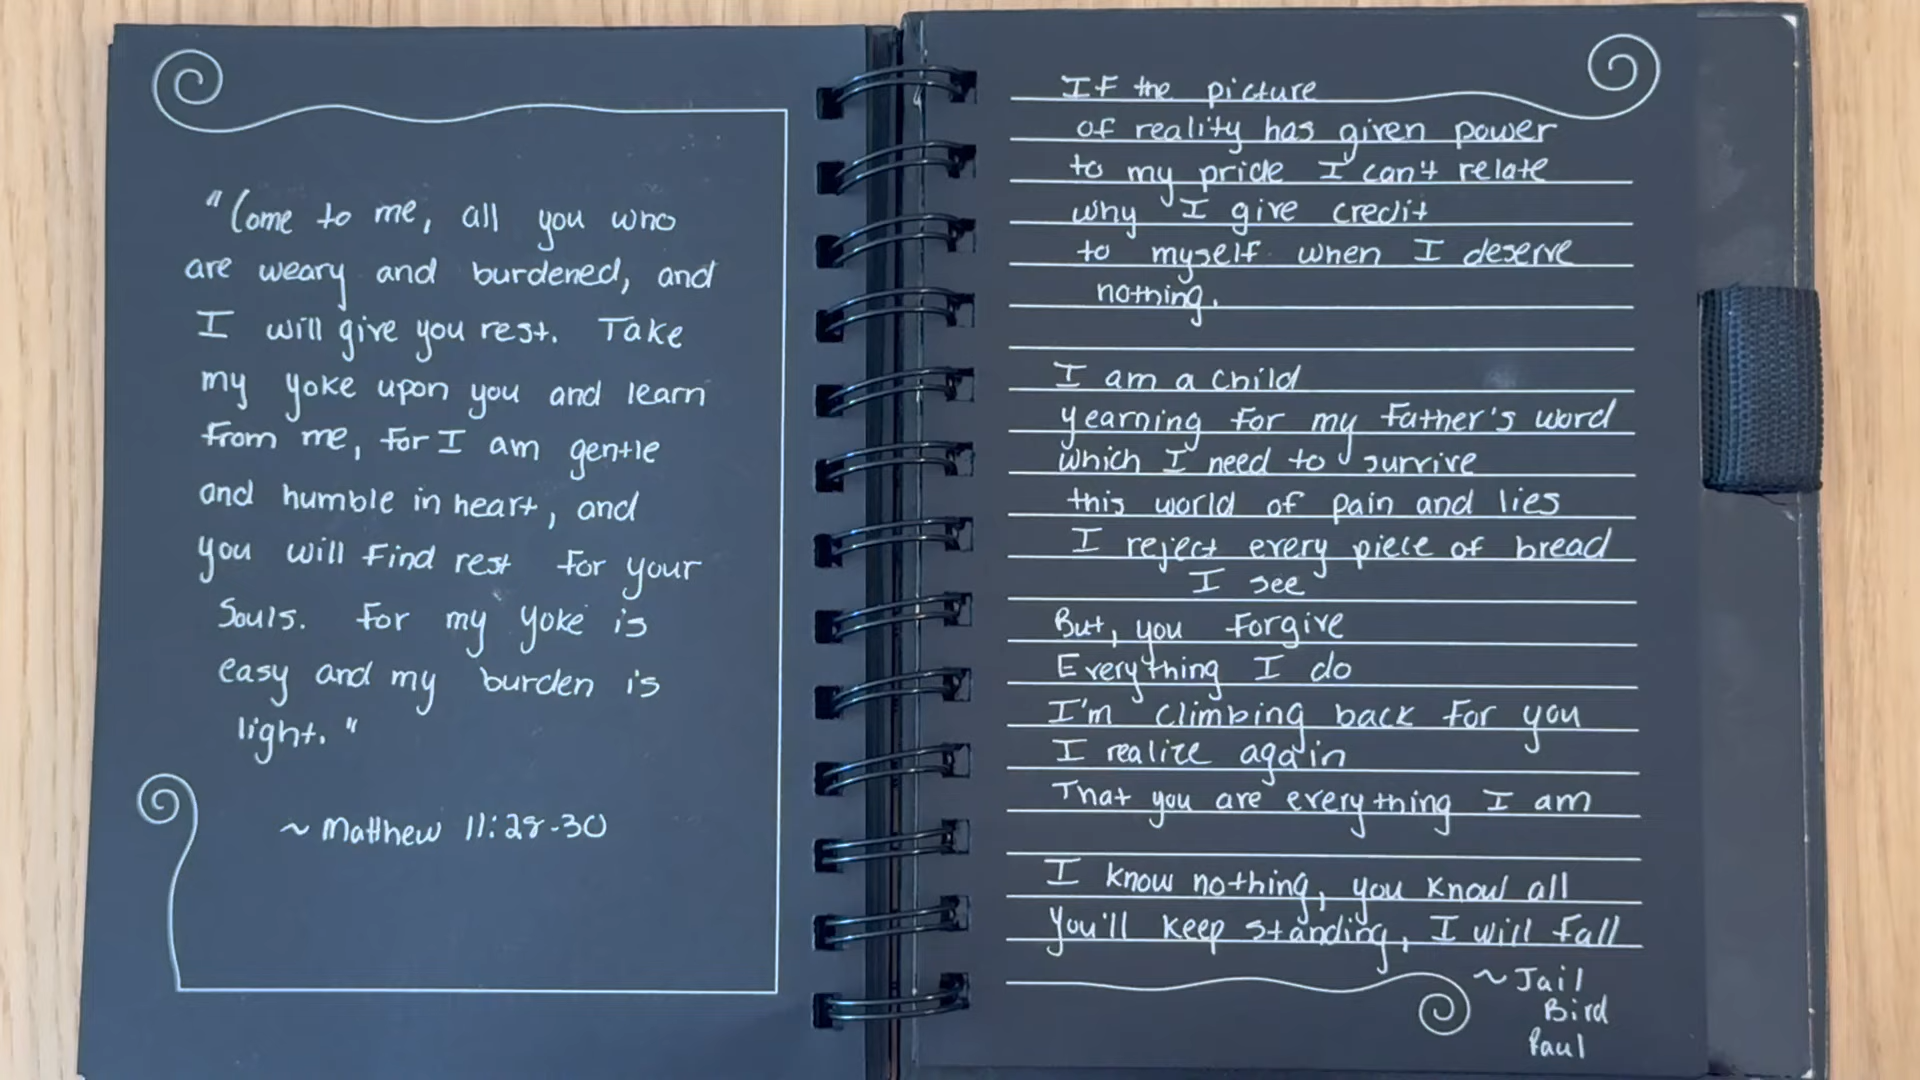 "Come to me, all you who
are weary and burdened, and
I will give you rest. Take
my yoke upon you and learn
from me, for I am gentle
and humble in heart, and
you will find rest for your
souls. For my yoke is
easy and my burden is
light."
~ Matthew 11:28-30
If the picture
of reality has given power
to my pride I can't relate
why I give credit
to myself when I deserve
nothing.
I am a child
yearning for my Father's word
which I need to survive
this world of pain and lies
I reject every piece of bread
I see
But, you forgive
Everything I do
I'm climbing back for you
I realize again
That you are everything I am
I know nothing, you know all
You'll keep standing, I will fall
~ Jail
Bird
Paul